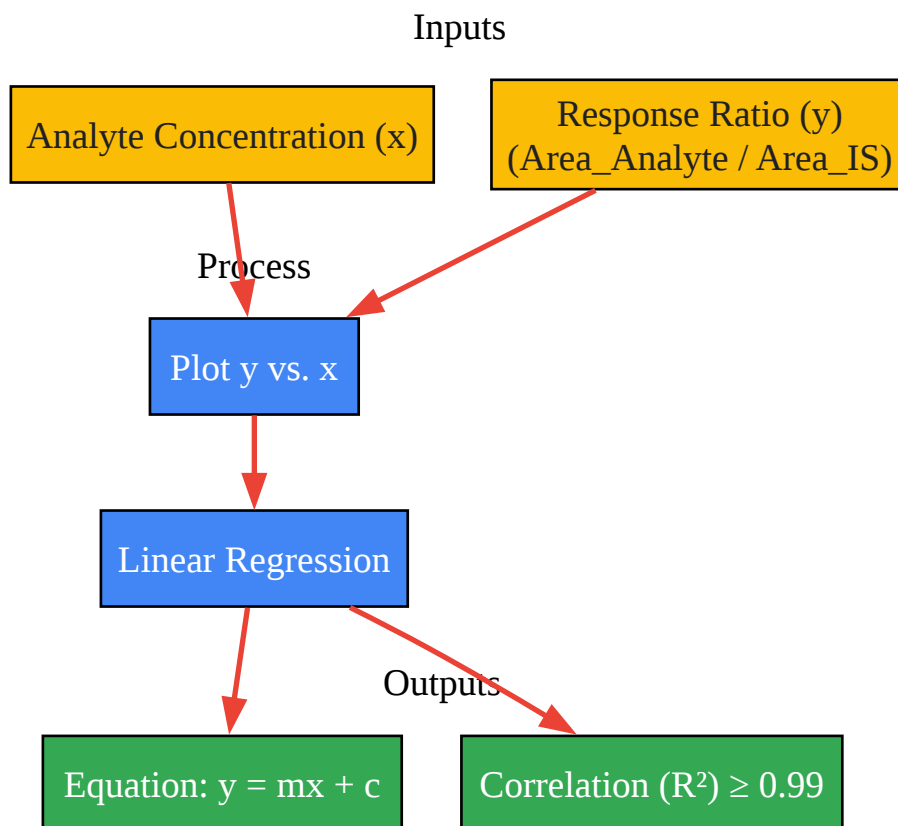 Inputs
Analyte Concentration (x)
Response Ratio (y)
(Area_Analyte / Area_IS)
Process
Plot y vs. x
Linear Regression
Outputs
Equation: y = mx + c
Correlation (R²) ≥ 0.99